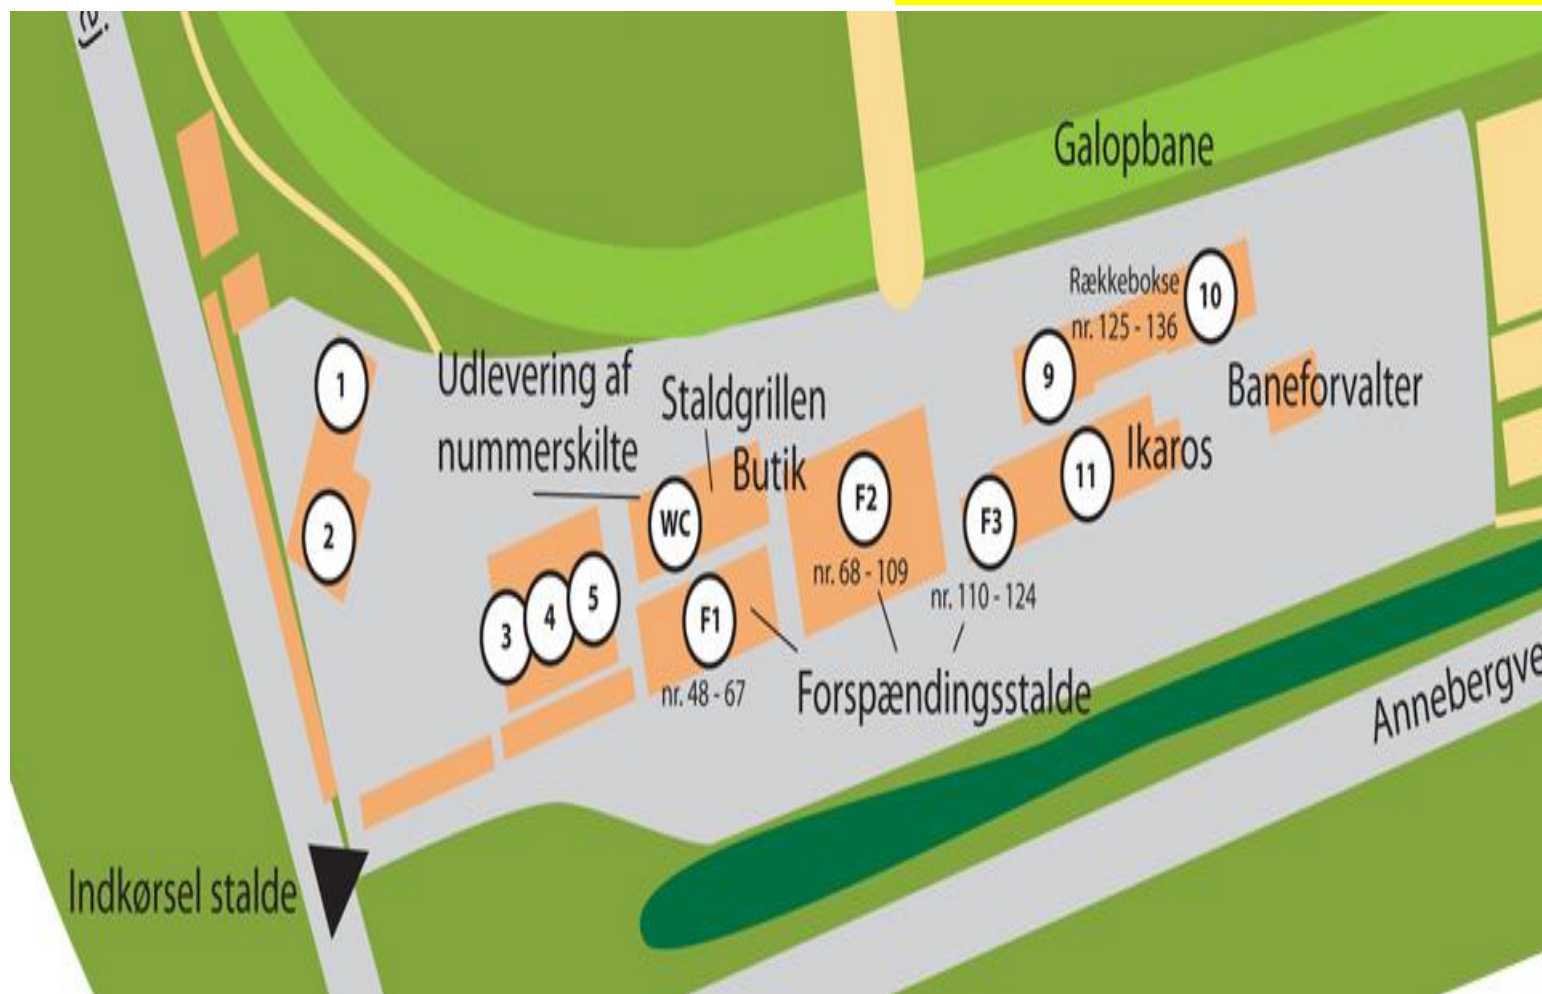 Galopbane
Rækkebokse
nr. 125 - 136
10
9
1
Udlevering af
nummerskilte
Staldgrillen
Butik
Baneforvalter
Ikaros
11
2
WC
F2
F3
nr. 68 - 109
nr. 110 - 124
3
4
5
F1
nr. 48 - 67
Forspændingsstalde
Annebergve
Indkørsel stalde